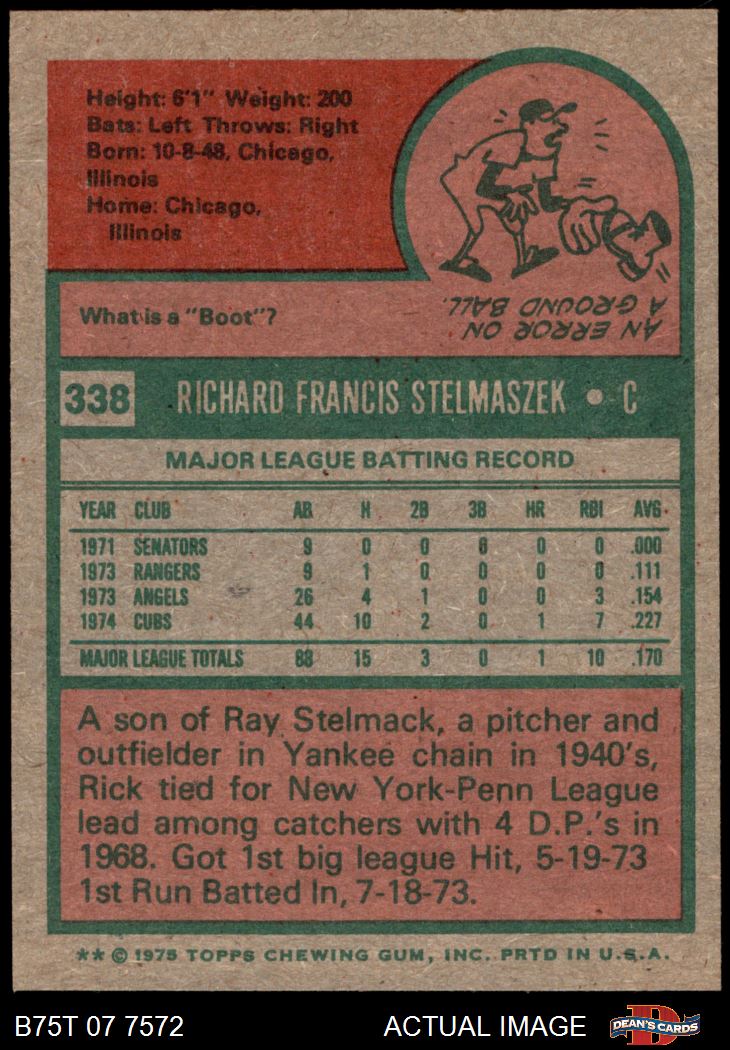 Height: 6'1" Weight: 200
Bats: Left Throws: Right
Born: 10-8-48, Chicago,
Illinois
Home: Chicago,
Illinois
What is a "Boot"?
AN ERROR ON
A GROUND BALL.
338 RICHARD FRANCIS STELMASZEK • C
MAJOR LEAGUE BATTING RECORD
YEAR CLUB AB H 2B 3B HR RBI AVG.
1971 SENATORS 9 0 0 0 0 0 .000
1973 RANGERS 9 1 0 0 0 0 .111
1973 ANGELS 26 4 1 0 0 3 .154
1974 CUBS 44 10 2 0 1 7 .227
MAJOR LEAGUE TOTALS 88 15 3 0 1 10 .170
A son of Ray Stelmack, a pitcher and
outfielder in Yankee chain in 1940's,
Rick tied for New York-Penn League
lead among catchers with 4 D.P.'s in
1968. Got 1st big league Hit, 5-19-73
1st Run Batted In, 7-18-73.
** © 1975 TOPPS CHEWING GUM, INC. PRTD IN U.S.A.
B75T 07 7572 ACTUAL IMAGE D DEAN'S CARDS